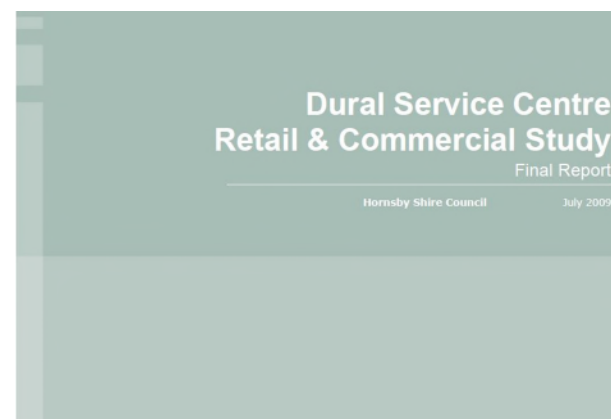 Dural Service Centre
Retail & Commercial Study
Final Report
Hornsby Shire Council July 2009